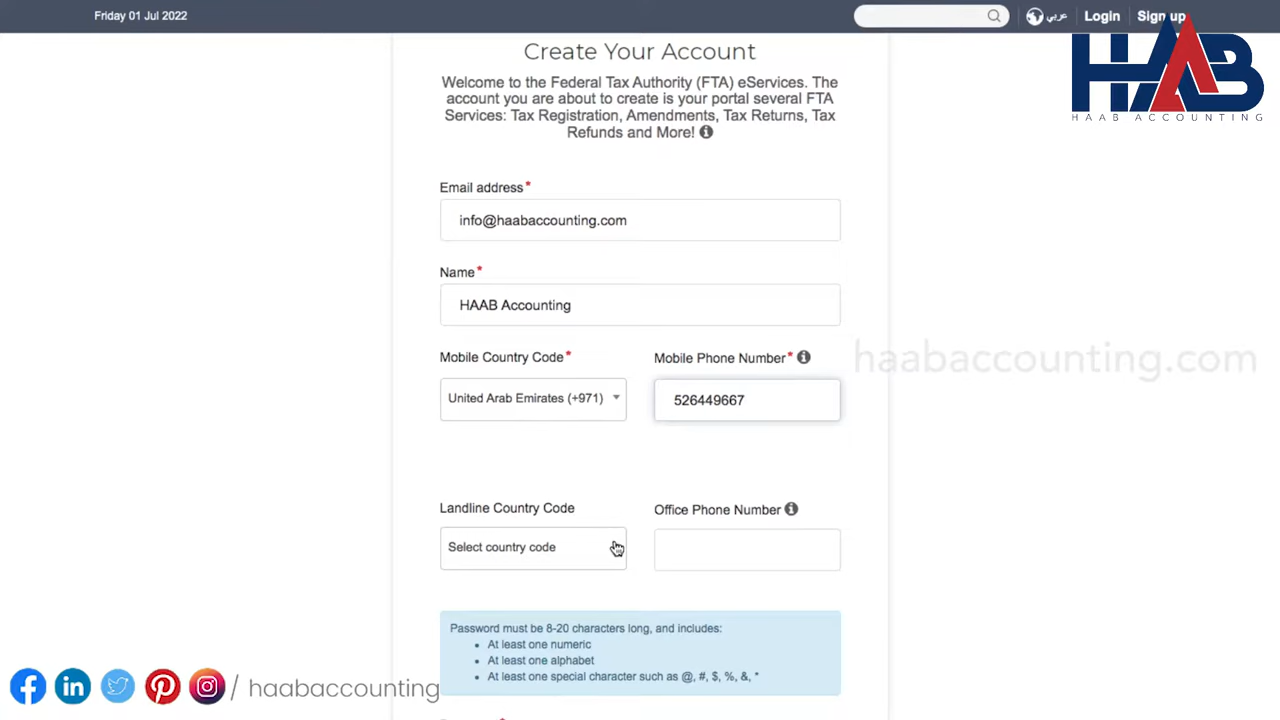 Friday 01 Jul 2022
عربي
Login
Sign up
HAAB
HAAB ACCOUNTING
Create Your Account
Welcome to the Federal Tax Authority (FTA) eServices. The
account you are about to create is your portal several FTA
Services: Tax Registration, Amendments, Tax Returns, Tax
Refunds and More!
Email address*
info@haabaccounting.com
Name*
HAAB Accounting
Mobile Country Code*
Mobile Phone Number*
United Arab Emirates (+971)
526449667
haabaccounting.com
Landline Country Code
Office Phone Number
Select country code
Password must be 8-20 characters long, and includes:
• At least one numeric
• At least one alphabet
• At least one special character such as @, #, $, %, &, *
/ haabaccounting